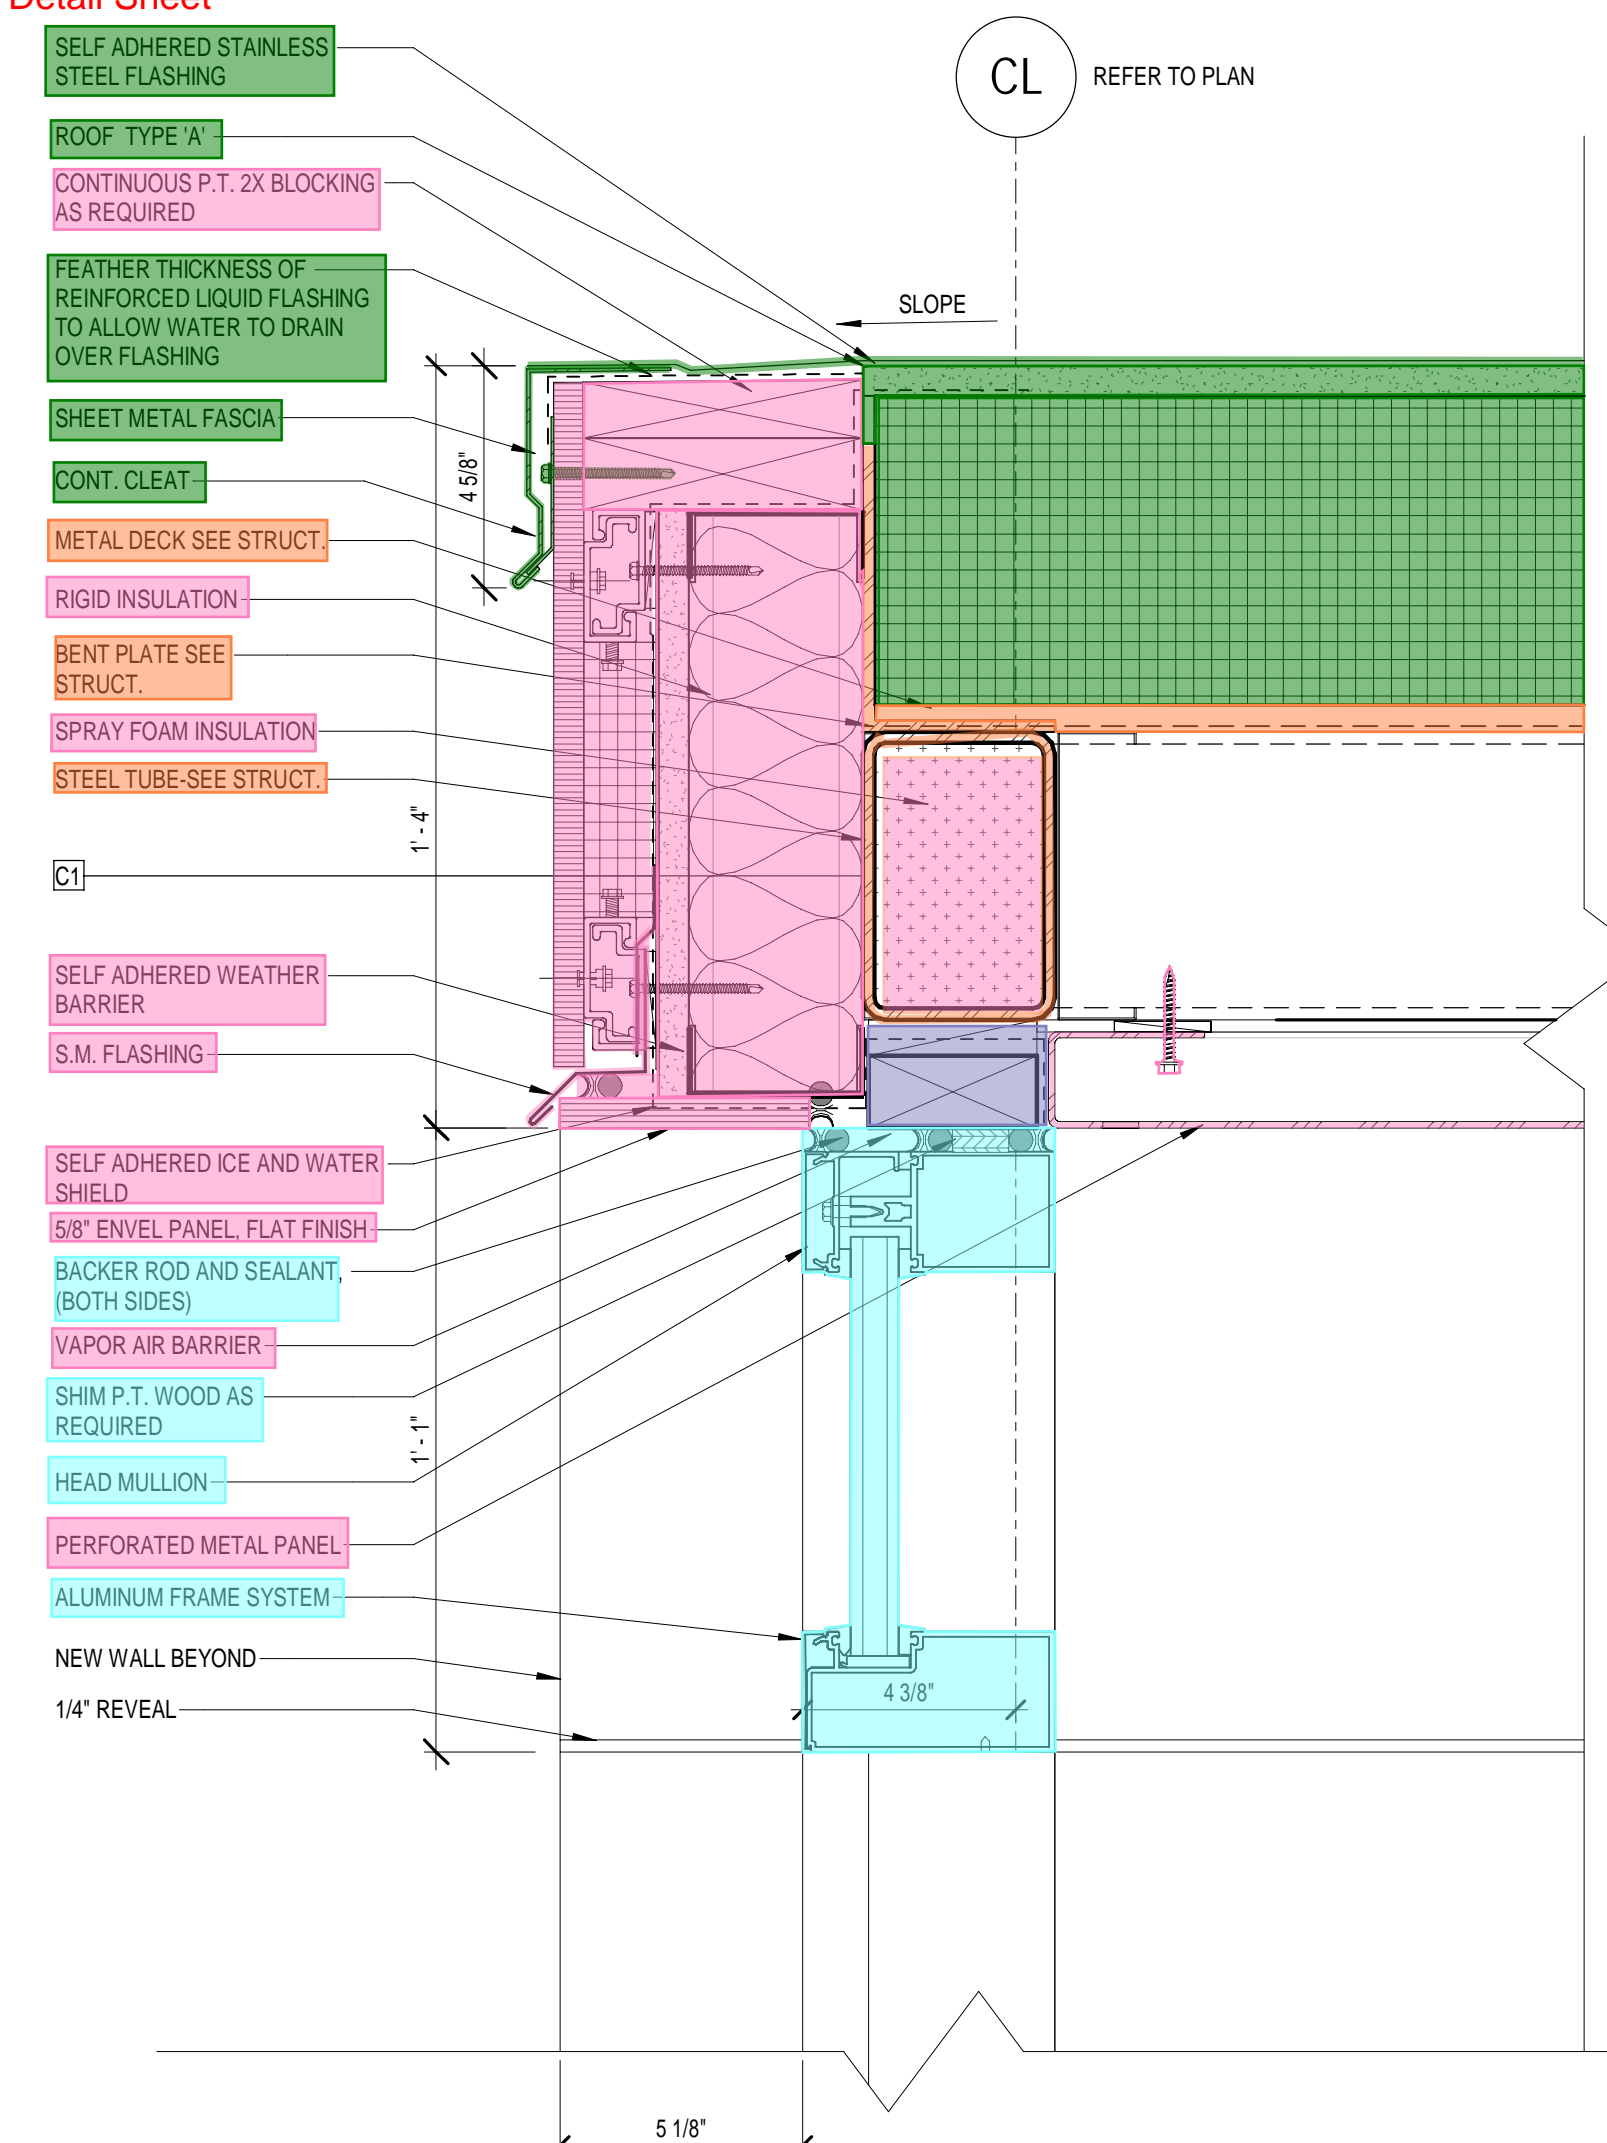 Detail Sheet
SELF ADHERED STAINLESS
STEEL FLASHING
CL
REFER TO PLAN
ROOF TYPE 'A'
CONTINUOUS P.T. 2X BLOCKING
AS REQUIRED
FEATHER THICKNESS OF
REINFORCED LIQUID FLASHING
TO ALLOW WATER TO DRAIN
OVER FLASHING
SLOPE
SHEET METAL FASCIA
4 5/8"
CONT. CLEAT
METAL DECK SEE STRUCT.
RIGID INSULATION
BENT PLATE SEE
STRUCT.
SPRAY FOAM INSULATION
STEEL TUBE-SEE STRUCT.
1' - 4"
C1
SELF ADHERED WEATHER
BARRIER
S.M. FLASHING
SELF ADHERED ICE AND WATER
SHIELD
5/8" ENVEL PANEL, FLAT FINISH
BACKER ROD AND SEALANT,
(BOTH SIDES)
VAPOR AIR BARRIER
SHIM P.T. WOOD AS
REQUIRED
1' - 1"
HEAD MULLION
PERFORATED METAL PANEL
ALUMINUM FRAME SYSTEM
NEW WALL BEYOND
4 3/8"
1/4" REVEAL
5 1/8"